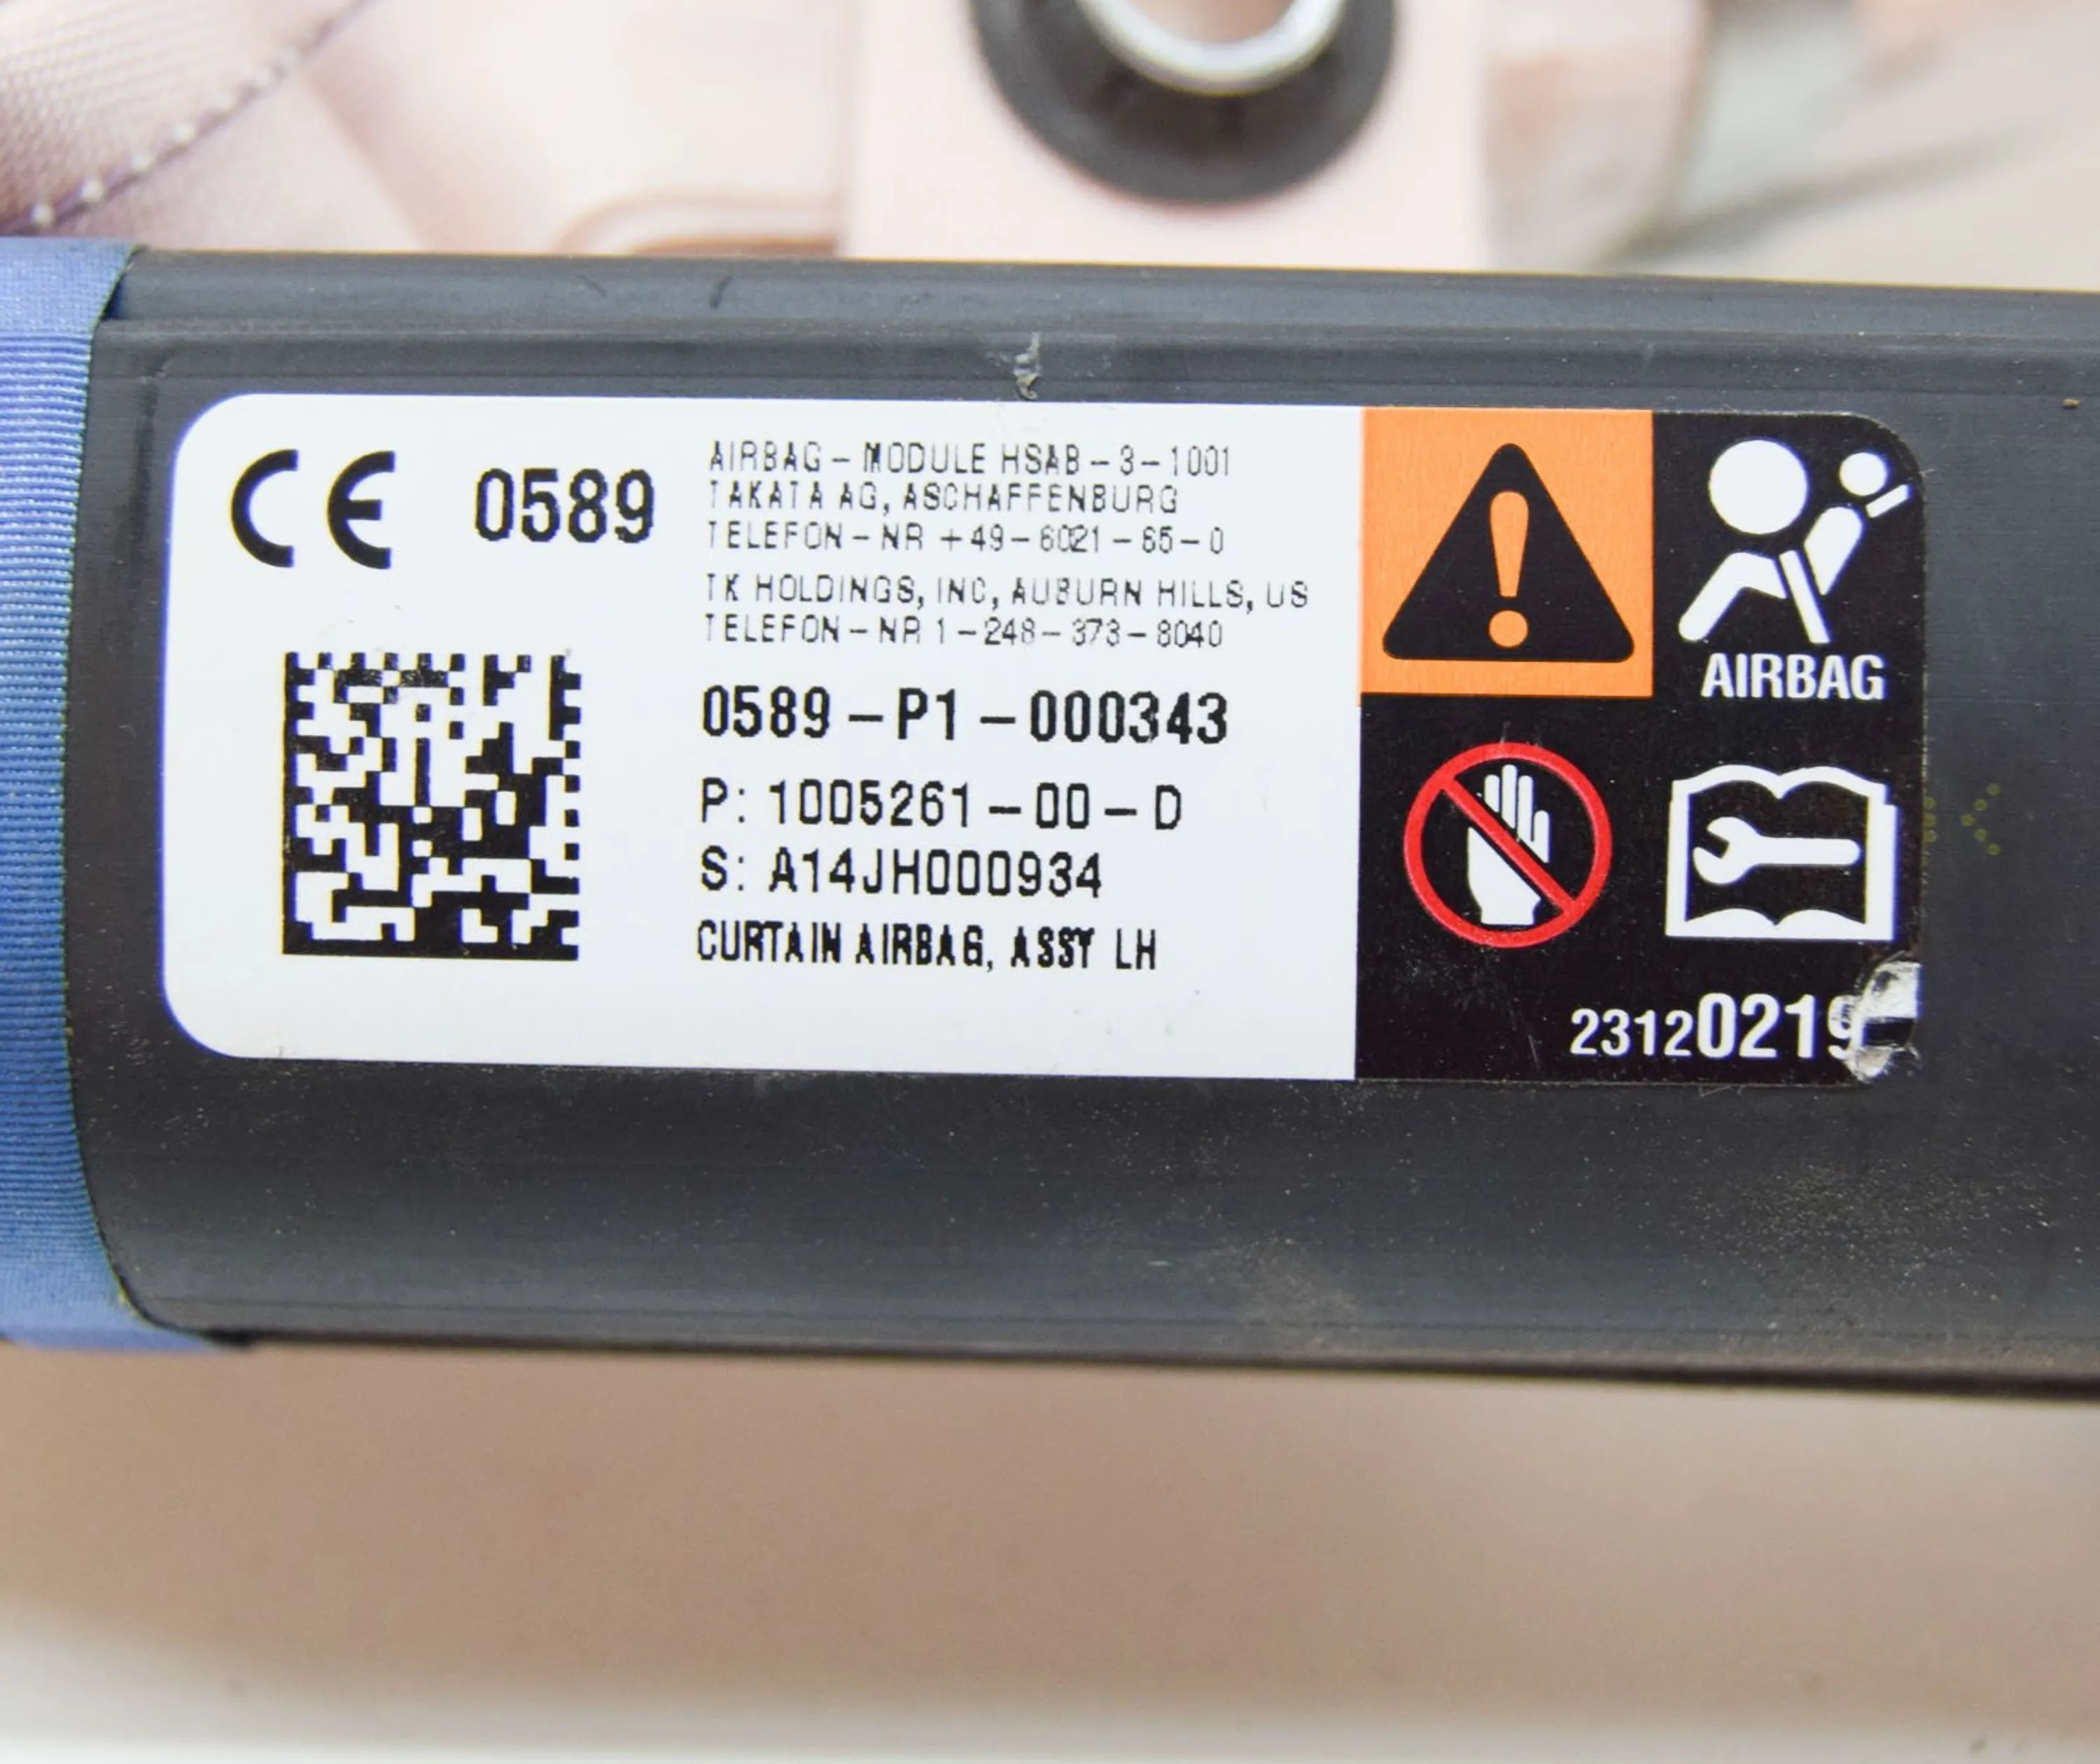 CE 0589
AIRBAG-MODULE HSAB-3-1001
TAKATA AG, ASCHAFFENBURG
TELEFON-NR +49-6021-65-0
TK HOLDINGS, INC, AUBURN HILLS, US
TELEFON-NR 1-248-373-8040
0589-P1-000343
P: 1005261-00-D
S: A14JH000934
CURTAIN AIRBAG, ASSY LH
AIRBAG
23120219